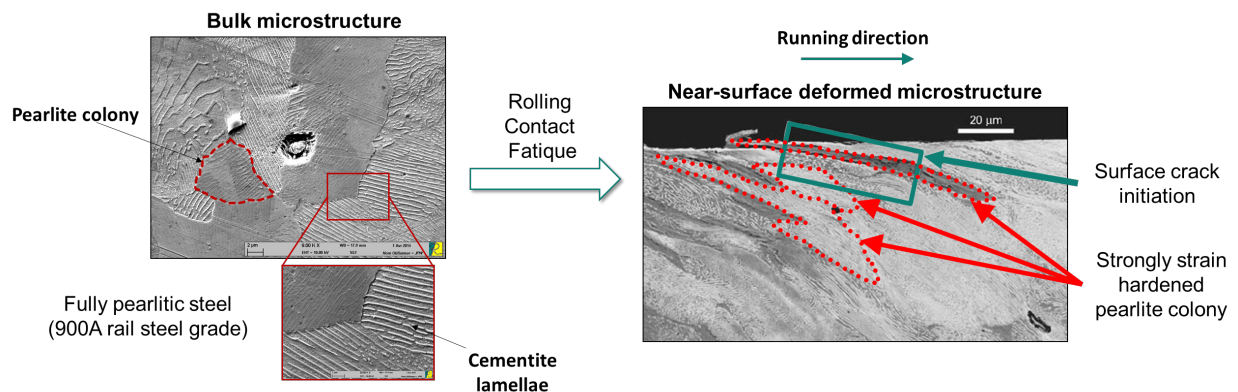 Bulk microstructure
Pearlite colony
Fully pearlitic steel
(900A rail steel grade)
Cementite
lamellae
Rolling
Contact
Fatique
Running direction
Near-surface deformed microstructure
20 µm
Surface crack
initiation
Strongly strain
hardened
pearlite colony